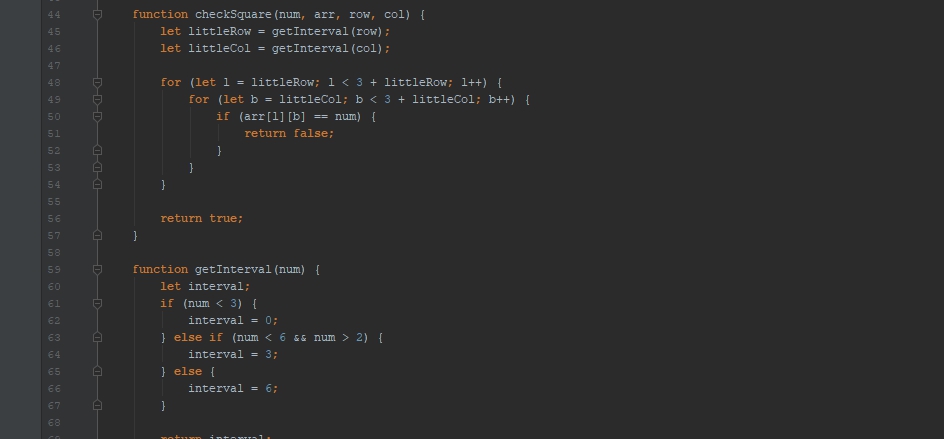 44 function checkSquare(num, arr, row, col) {
45 let littleRow = getInterval(row);
46 let littleCol = getInterval(col);
47
48 for (let l = littleRow; l < 3 + littleRow; l++) {
49 for (let b = littleCol; b < 3 + littleCol; b++) {
50 if (arr[l][b] == num) {
51 return false;
52 }
53 }
54 }
55
56 return true;
57 }
58
59 function getInterval(num) {
60 let interval;
61 if (num < 3) {
62 interval = 0;
63 } else if (num < 6 && num > 2) {
64 interval = 3;
65 } else {
66 interval = 6;
67 }
68
69 return interval;